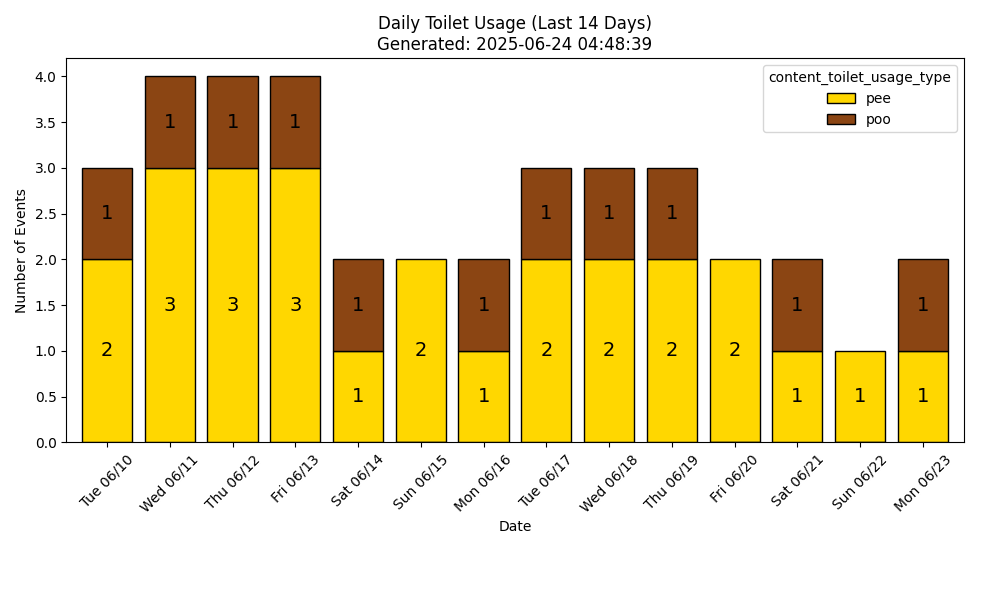 Daily Toilet Usage (Last 14 Days)
Generated: 2025-06-24 04:48:39
content_toilet_usage_type
pee
poo
Number of Events
4.0
3.5
3.0
2.5
2.0
1.5
1.0
0.5
0.0
1 1 1
1 1 1 1
3 3 3 1 1 1 1
2 2 2 2 2 2
1 1 1 1 1
Tue 06/10
Wed 06/11
Thu 06/12
Fri 06/13
Sat 06/14
Sun 06/15
Mon 06/16
Tue 06/17
Wed 06/18
Thu 06/19
Fri 06/20
Sat 06/21
Sun 06/22
Mon 06/23
Date